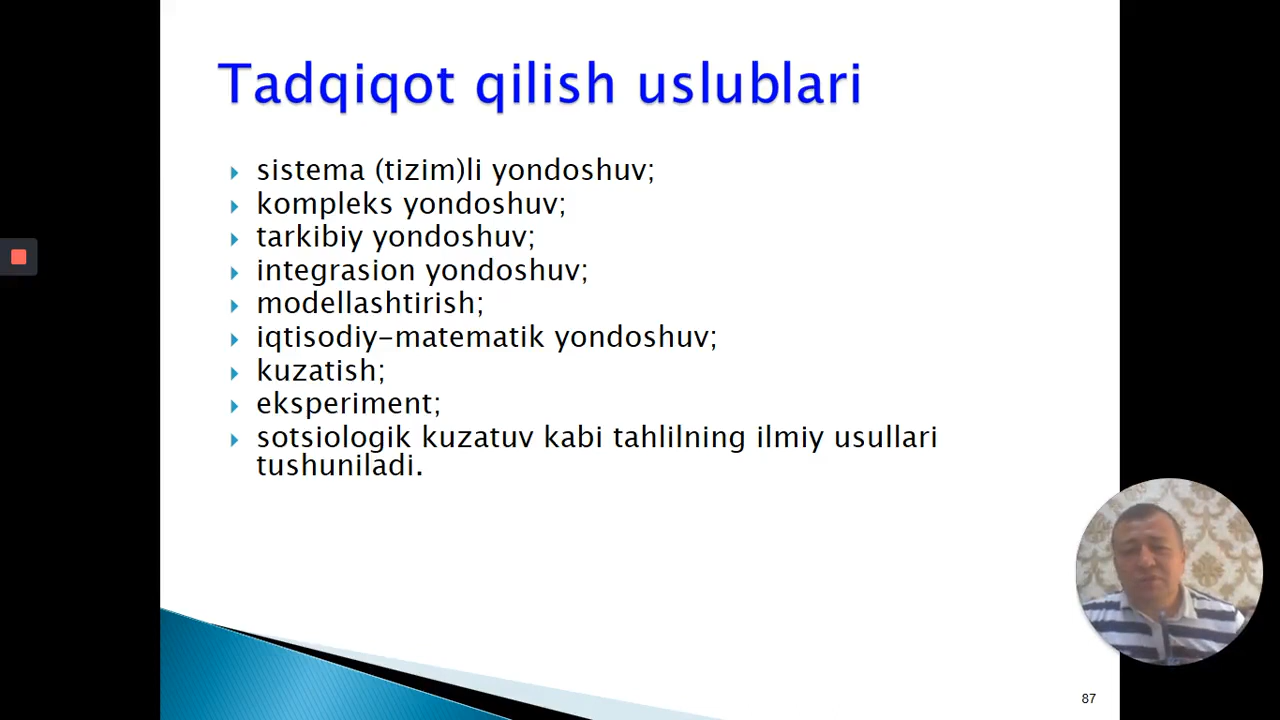 Tadqiqot qilish uslublari
sistema (tizim)li yondoshuv;
kompleks yondoshuv;
tarkibiy yondoshuv;
integrasion yondoshuv;
modellashtirish;
iqtisodiy-matematik yondoshuv;
kuzatish;
eksperiment;
sotsiologik kuzatuv kabi tahlilning ilmiy usullari
tushuniladi.
87